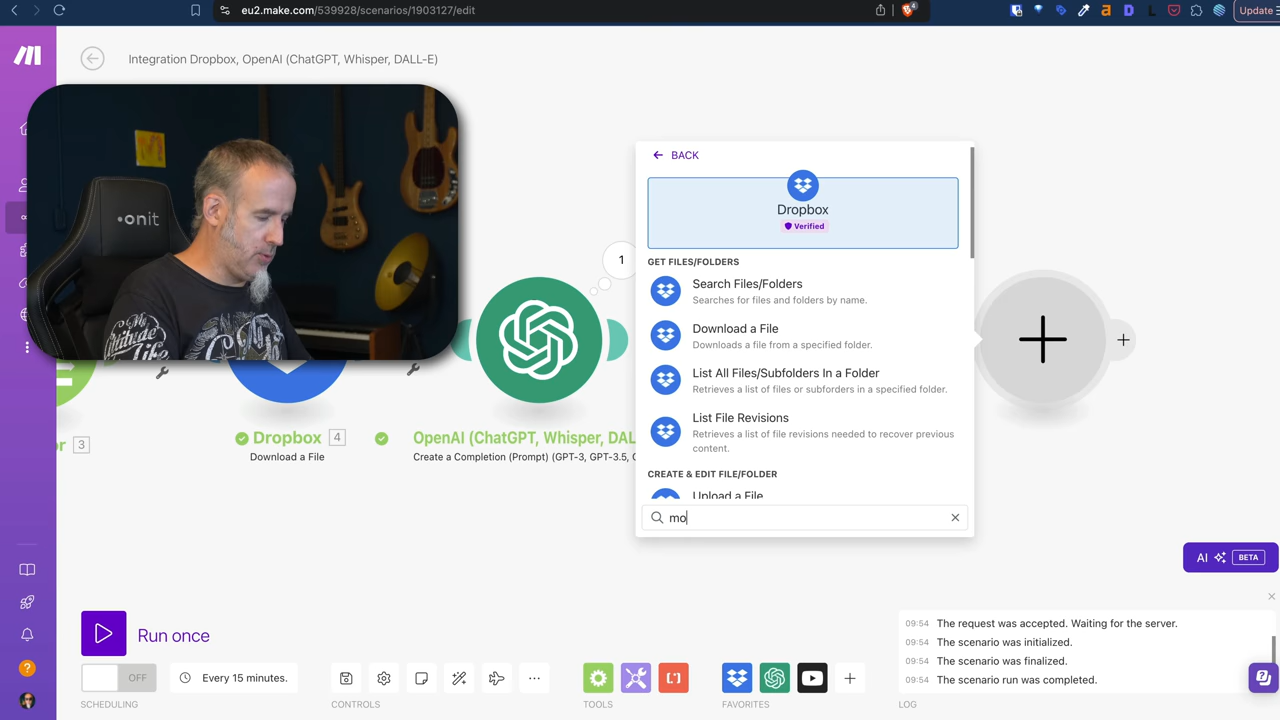 eu2.make.com/539928/scenarios/1903127/edit
4
Update
Integration Dropbox, OpenAI (ChatGPT, Whisper, DALL-E)
onit
BACK
Dropbox
Verified
GET FILES/FOLDERS
Search Files/Folders
Searches for files and folders by name.
Download a File
Downloads a file from a specified folder.
List All Files/Subfolders In a Folder
Retrieves a list of files or subforders in a specified folder.
List File Revisions
Retrieves a list of file revisions needed to recover previous
content.
CREATE & EDIT FILE/FOLDER
Upload a File
mo
1
r 3
Dropbox 4
Download a File
OpenAI (ChatGPT, Whisper, DAL
Create a Completion (Prompt) (GPT-3, GPT-3.5,
AI BETA
Run once
OFF
Every 15 minutes.
SCHEDULING
CONTROLS
TOOLS
FAVORITES
LOG
09:54 The request was accepted. Waiting for the server.
09:54 The scenario was initialized.
09:54 The scenario was finalized.
09:54 The scenario run was completed.